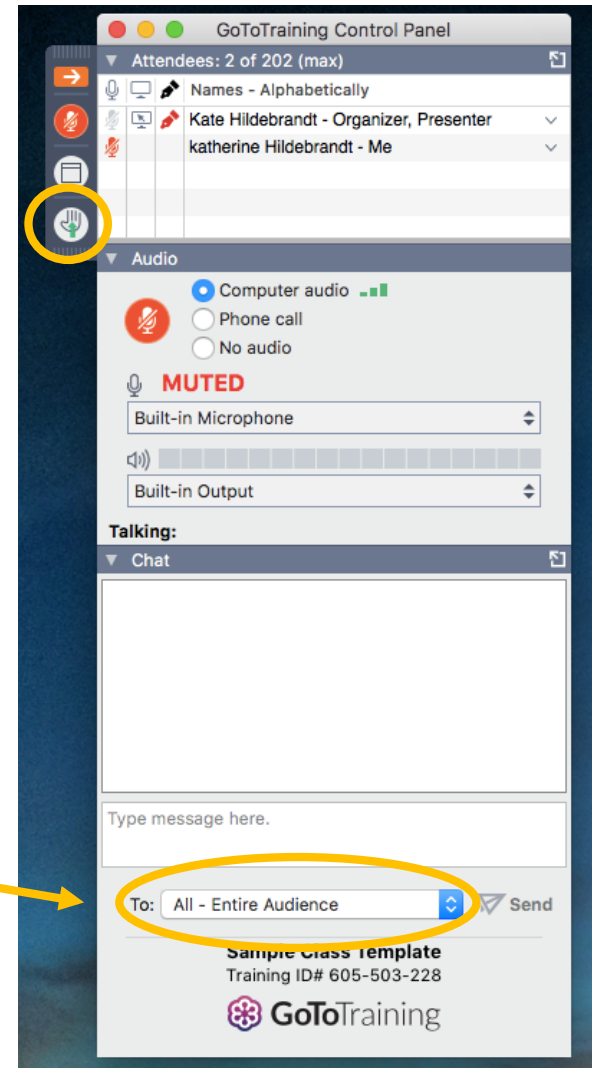 GoToTraining Control Panel
Attendees: 2 of 202 (max)
Names - Alphabetically
Kate Hildebrandt - Organizer, Presenter
katherine Hildebrandt - Me
Audio
Computer audio
Phone call
No audio
MUTED
Built-in Microphone
Built-in Output
Talking:
Chat
Type message here.
To: All - Entire Audience Send
Sample Class Template
Training ID# 605-503-228
GoToTraining